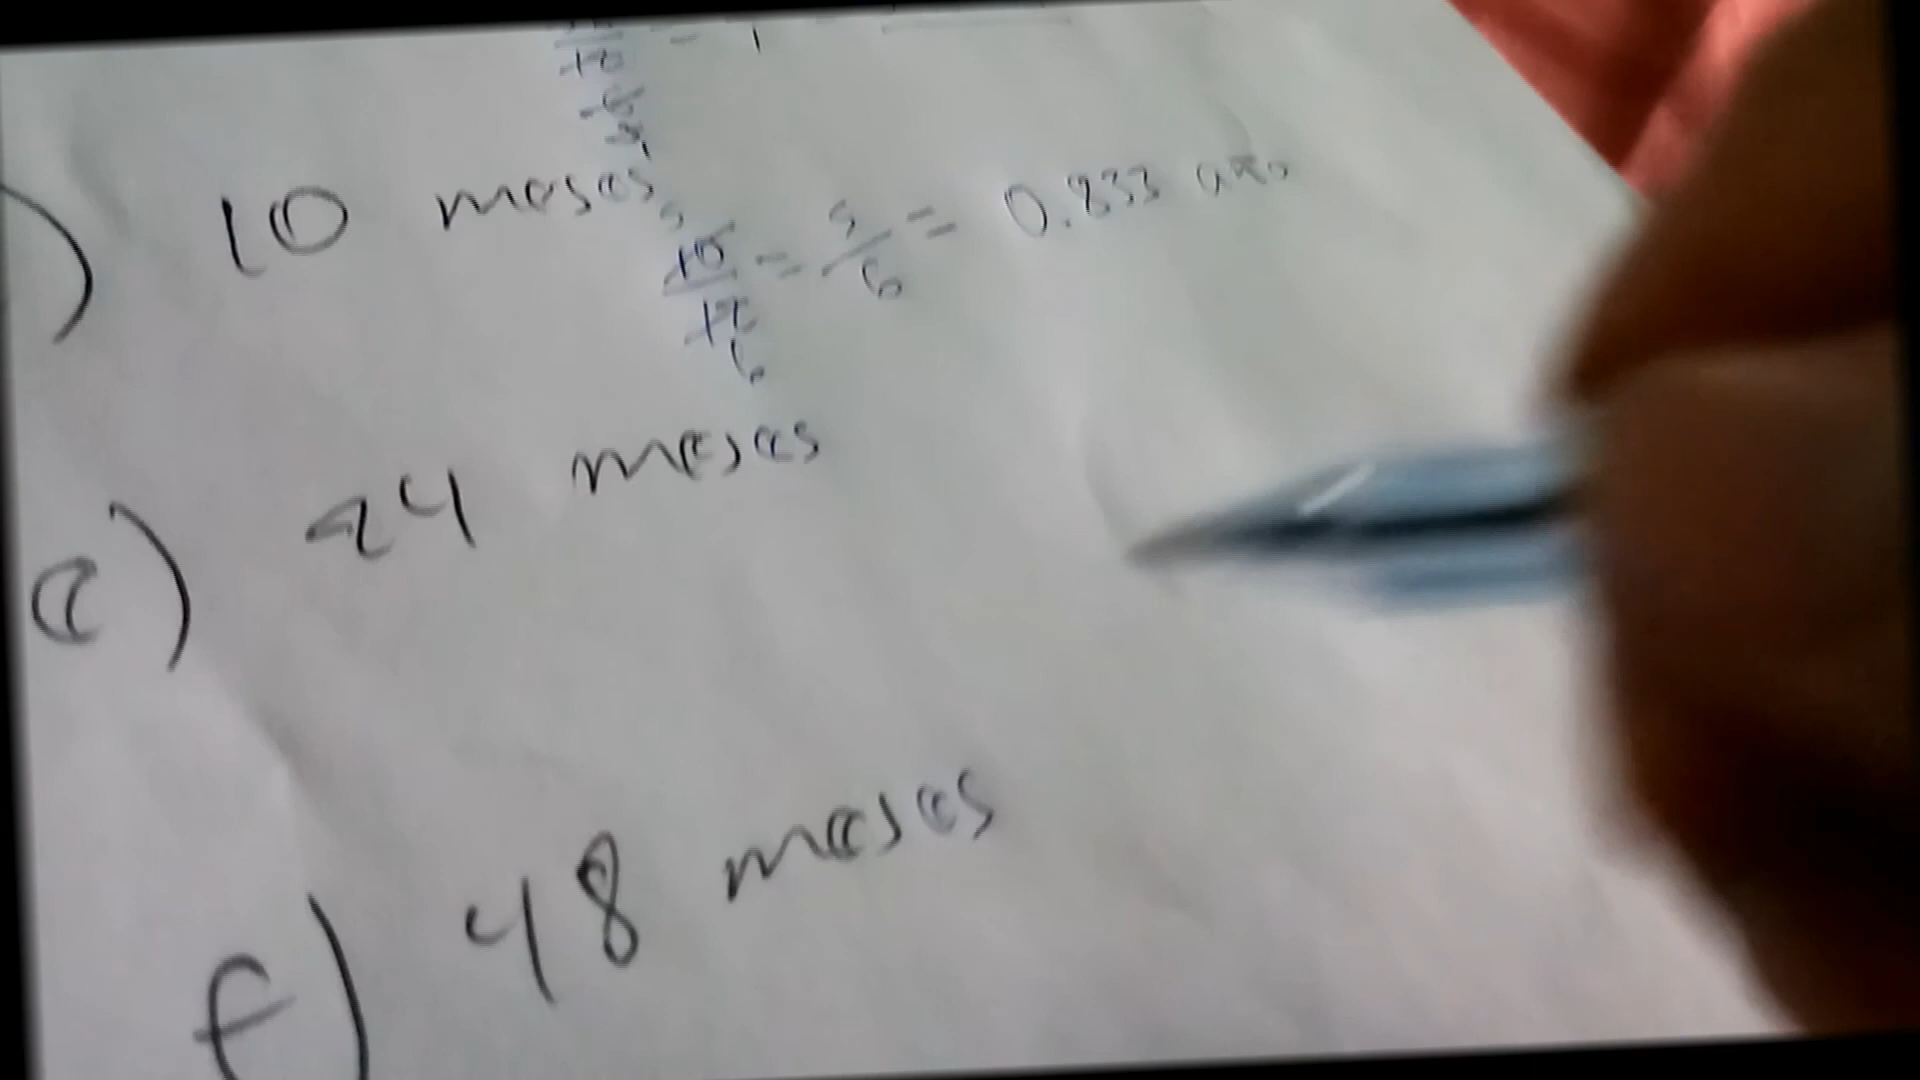 ) 10 meses 10/12 = 5/6 = 0.833 año
e) 24 meses
f) 48 meses